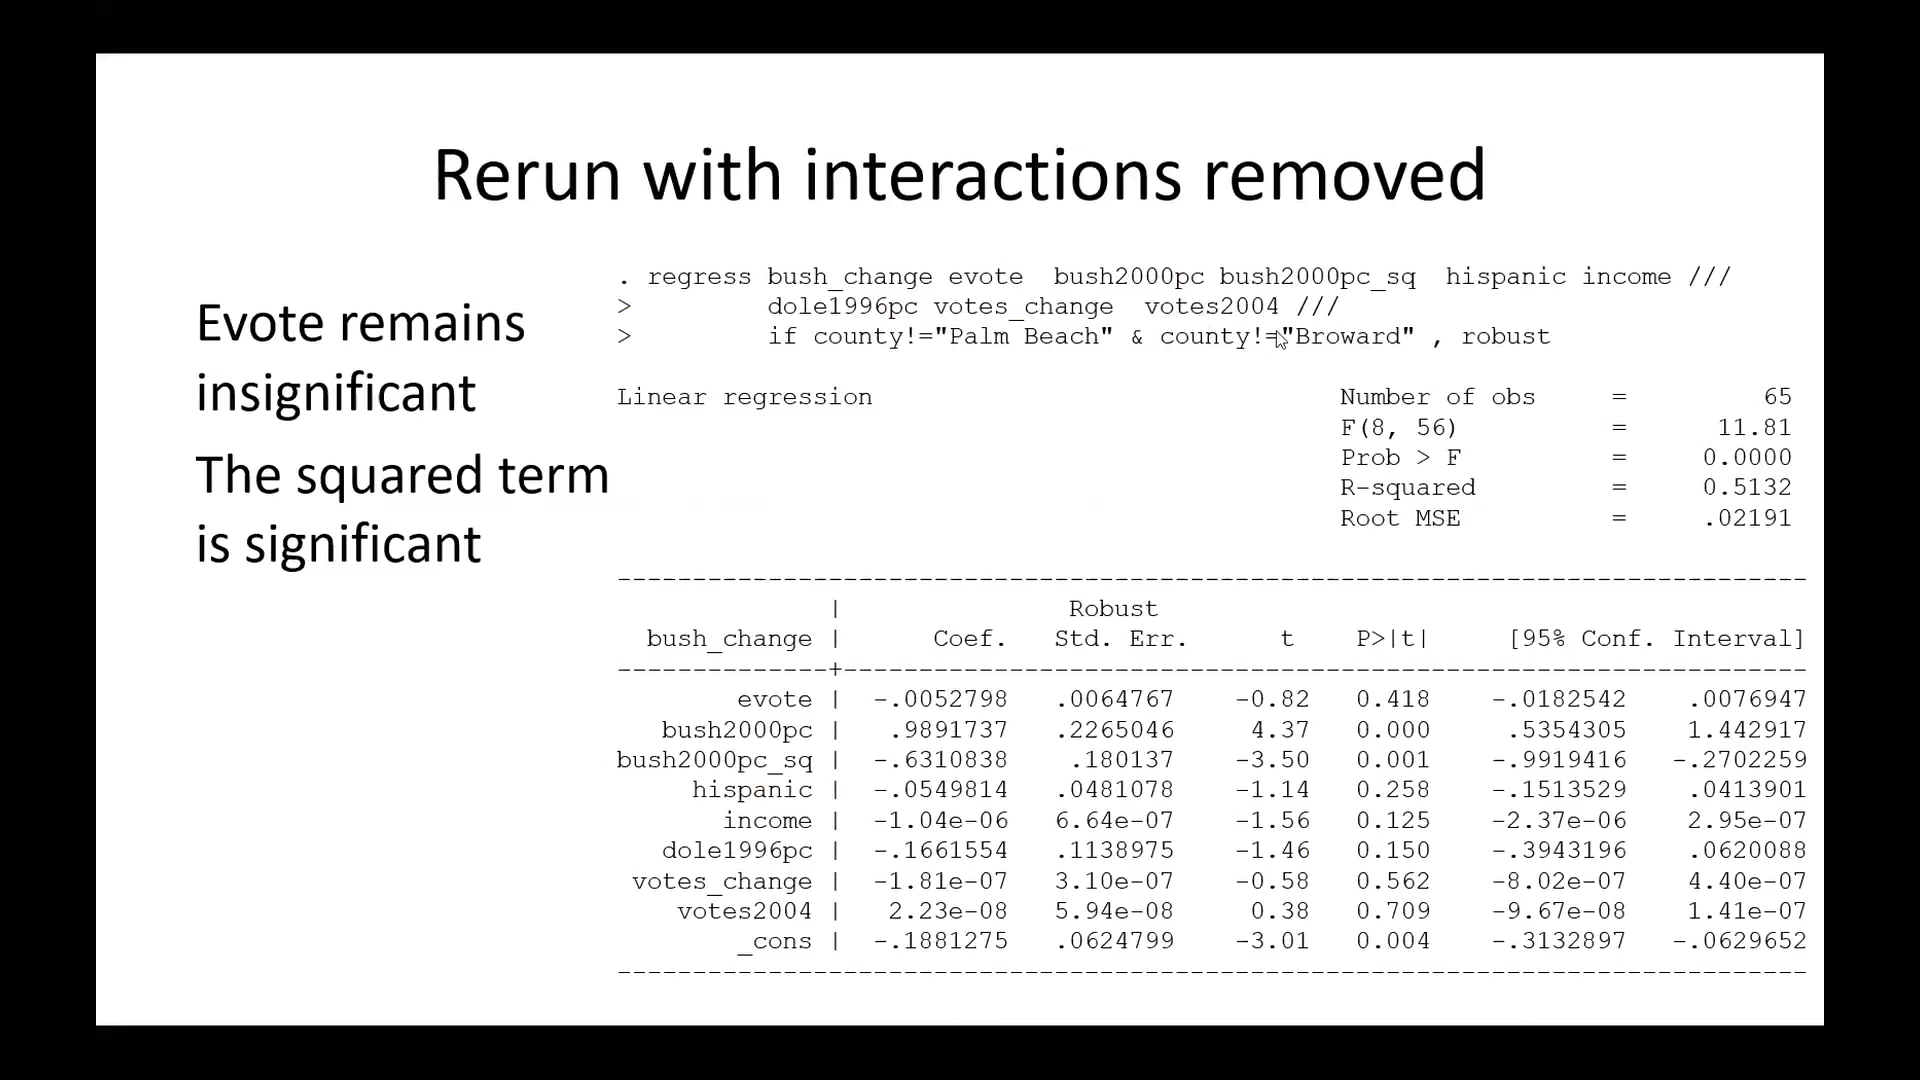 Rerun with interactions removed
Evote remains
insignificant
The squared term
is significant
. regress bush_change evote  bush2000pc bush2000pc_sq  hispanic income ///
>         dole1996pc votes_change  votes2004 ///
>         if county!="Palm Beach" & county!="Broward" , robust
Linear regression                               Number of obs     =         65
                                                F(8, 56)          =      11.81
                                                Prob > F          =     0.0000
                                                R-squared         =     0.5132
                                                Root MSE          =     .02191
-------------------------------------------------------------------------------
              |               Robust
  bush_change |      Coef.   Std. Err.      t    P>|t|     [95% Conf. Interval]
--------------+----------------------------------------------------------------
        evote |  -.0052798   .0064767    -0.82   0.418    -.0182542    .0076947
   bush2000pc |   .9891737   .2265046     4.37   0.000     .5354305    1.442917
bush2000pc_sq |  -.6310838    .180137    -3.50   0.001    -.9919416   -.2702259
     hispanic |  -.0549814   .0481078    -1.14   0.258    -.1513529    .0413901
       income |  -1.04e-06   6.64e-07    -1.56   0.125    -2.37e-06    2.95e-07
   dole1996pc |  -.1661554   .1138975    -1.46   0.150    -.3943196    .0620088
 votes_change |  -1.81e-07   3.10e-07    -0.58   0.562    -8.02e-07    4.40e-07
    votes2004 |   2.23e-08   5.94e-08     0.38   0.709    -9.67e-08    1.41e-07
        _cons |  -.1881275   .0624799    -3.01   0.004    -.3132897   -.0629652
-------------------------------------------------------------------------------